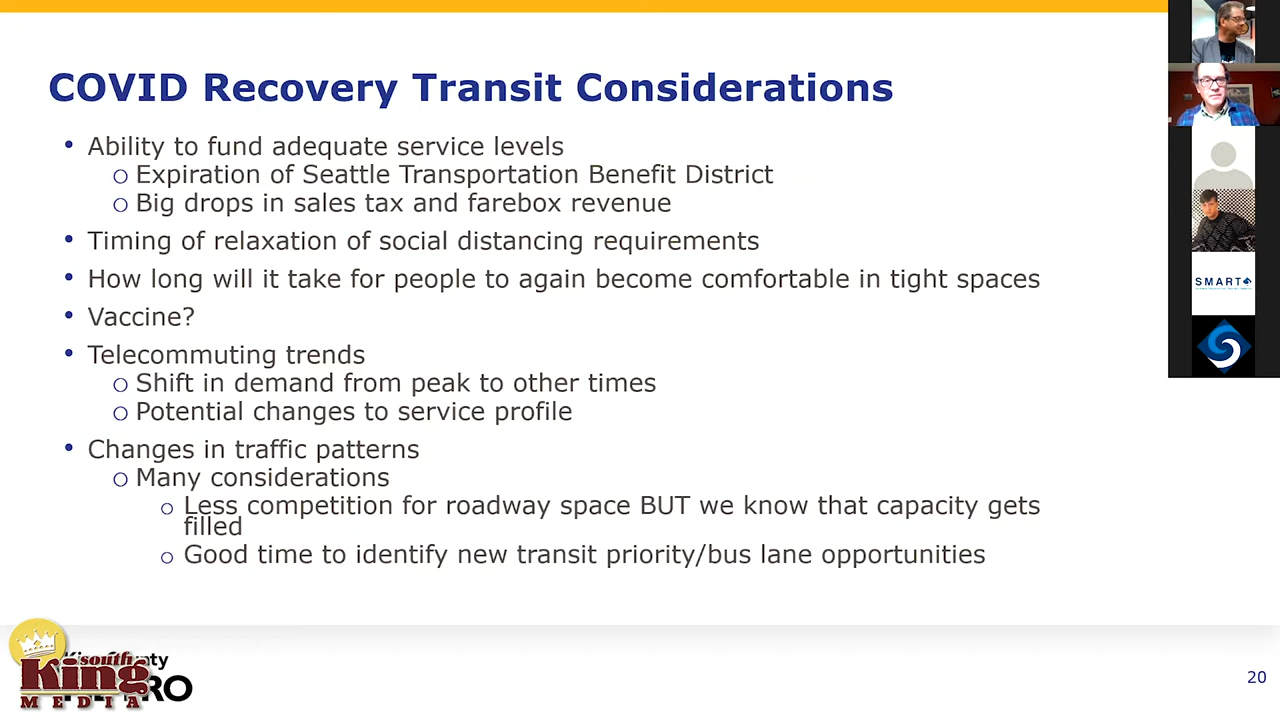 COVID Recovery Transit Considerations
• Ability to fund adequate service levels
o Expiration of Seattle Transportation Benefit District
o Big drops in sales tax and farebox revenue
• Timing of relaxation of social distancing requirements
• How long will it take for people to again become comfortable in tight spaces
• Vaccine?
• Telecommuting trends
o Shift in demand from peak to other times
o Potential changes to service profile
• Changes in traffic patterns
o Many considerations
o Less competition for roadway space BUT we know that capacity gets
filled
o Good time to identify new transit priority/bus lane opportunities
SMART
south
King
MEDIA
20